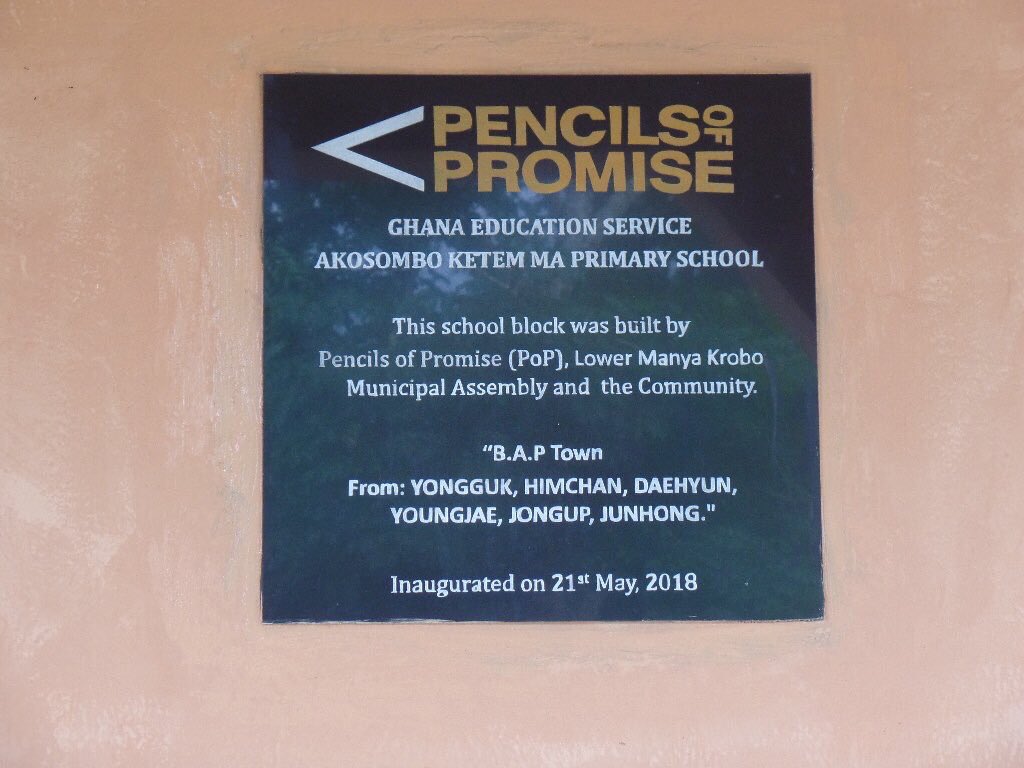 PENCILS OF
PROMISE
GHANA EDUCATION SERVICE
AKOSOMBO KETEM MA PRIMARY SCHOOL
This school block was built by
Pencils of Promise (PoP), Lower Manya Krobo
Municipal Assembly and the Community.
“B.A.P Town
From: YONGGUK, HIMCHAN, DAEHYUN,
YOUNGJAE, JONGUP, JUNHONG."
Inaugurated on 21st May, 2018